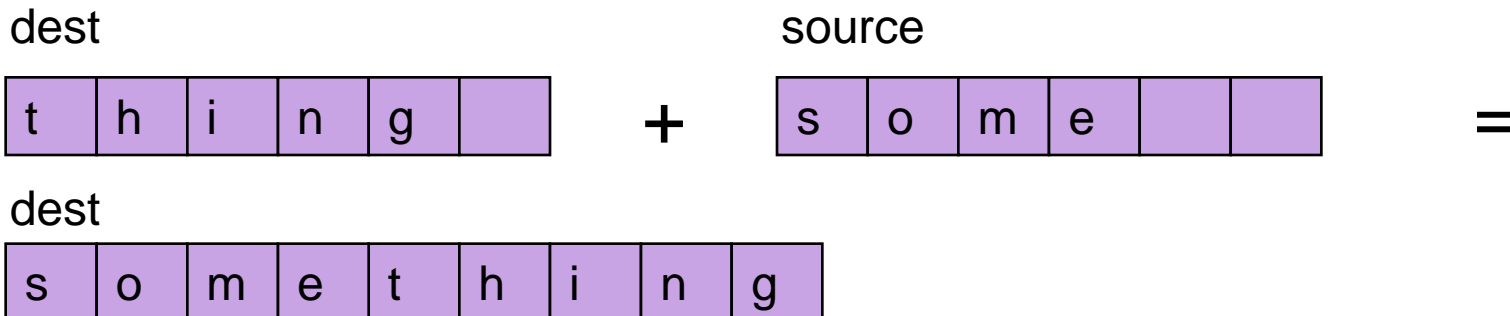 dest source
t h i n g + s o m e =
dest
s o m e t h i n g